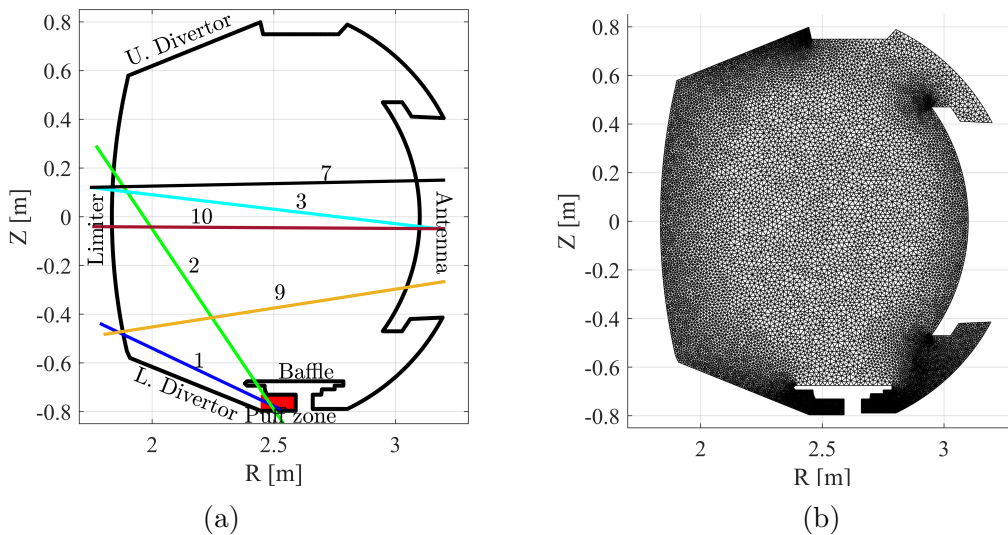 0.8
0.6
0.4
0.2
0
-0.2
-0.4
-0.6
-0.8
Z [m]
2
2.5
3
R [m]
U. Divertor
Limiter
Antenna
7
3
10
2
9
1
Baffle
L. Divertor
Puff zone
(a)
0.8
0.6
0.4
0.2
0
-0.2
-0.4
-0.6
-0.8
Z [m]
2
2.5
3
R [m]
(b)